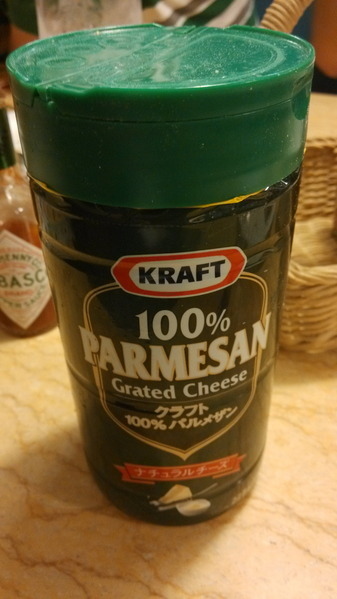 KRAFT
100%
PARMESAN
Grated Cheese
クラフト
100% パルメザン
ナチュラルチーズ
BASC